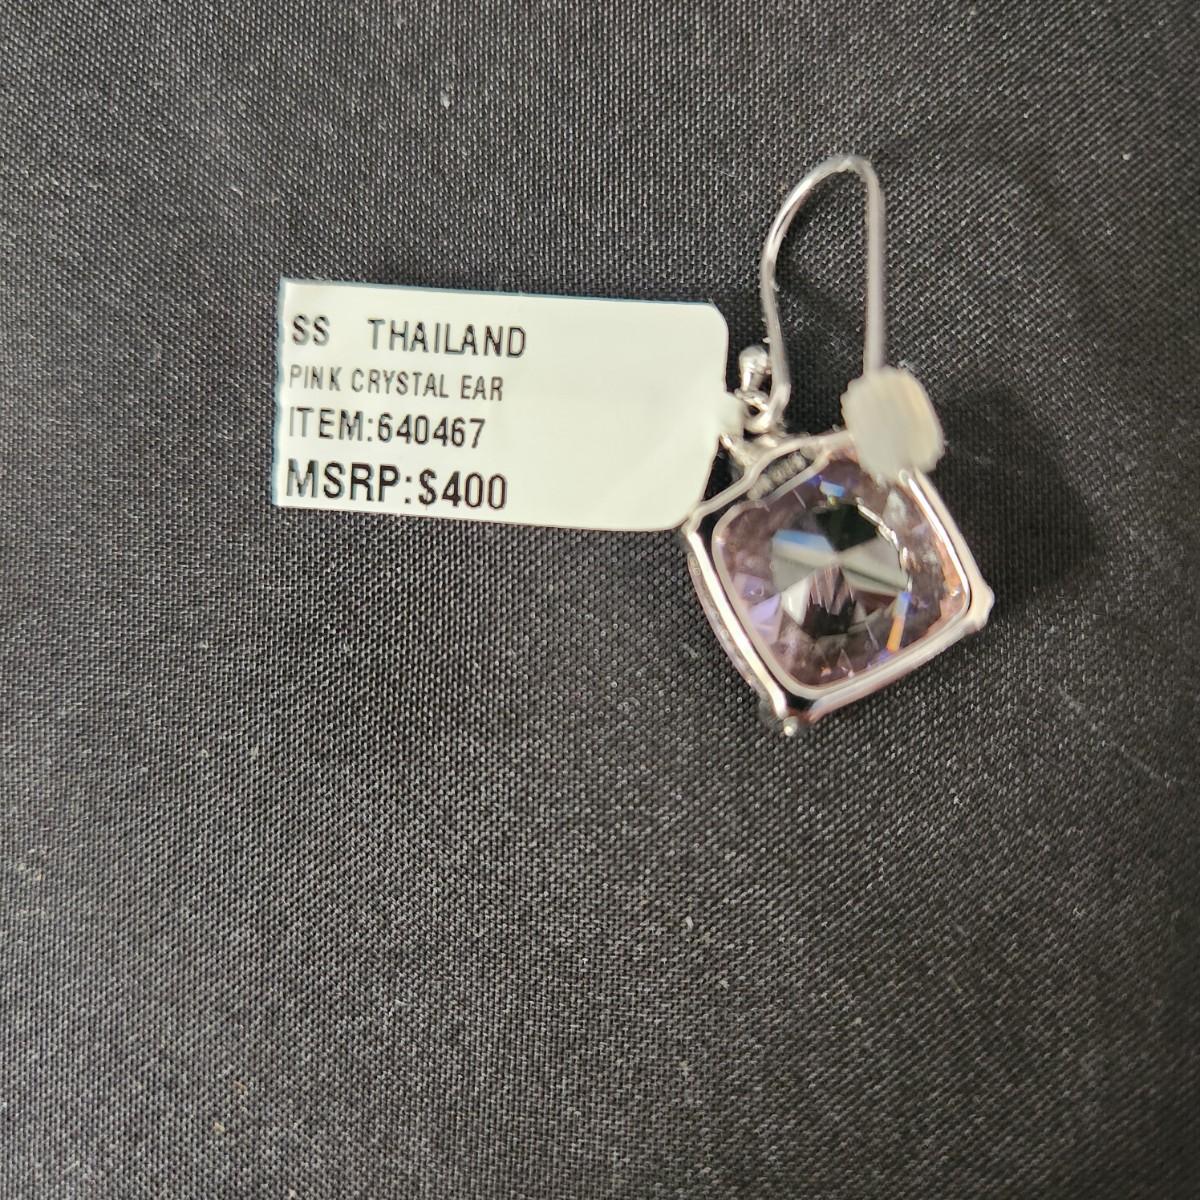 SS THAILAND
PINK CRYSTAL EAR
ITEM:640467
MSRP:$400